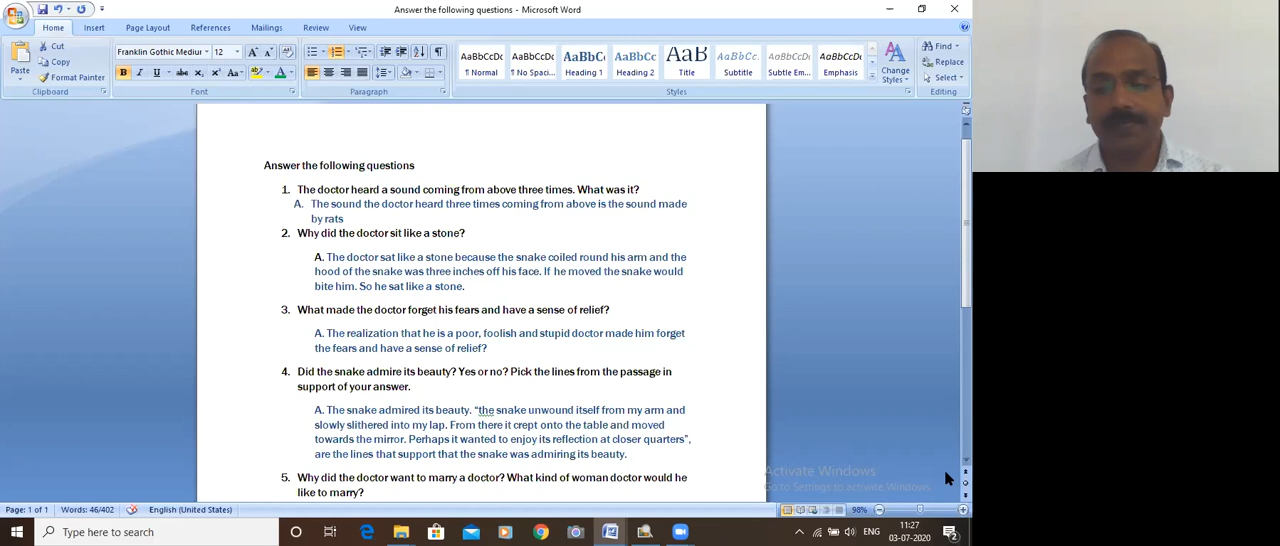 Answer the following questions - Microsoft Word
Home Insert Page Layout References Mailings Review View
Paste
Cut
Copy
Format Painter
Clipboard
Franklin Gothic Mediur 12
B I U abc
Font
Paragraph
AaBbCcDc AaBbCcDc AaBbCc AaBbCc AaB AaBbCcL AaBbCcDc AaBbCcDc
¶ Normal ¶ No Spaci... Heading 1 Heading 2 Title Subtitle Subtle Em... Emphasis
Styles
Change
Styles
Find
Replace
Select
Editing
Answer the following questions
1. The doctor heard a sound coming from above three times. What was it?
A. The sound the doctor heard three times coming from above is the sound made
by rats
2. Why did the doctor sit like a stone?
A. The doctor sat like a stone because the snake coiled round his arm and the
hood of the snake was three inches off his face. If he moved the snake would
bite him. So he sat like a stone.
3. What made the doctor forget his fears and have a sense of relief?
A. The realization that he is a poor, foolish and stupid doctor made him forget
the fears and have a sense of relief?
4. Did the snake admire its beauty? Yes or no? Pick the lines from the passage in
support of your answer.
A. The snake admired its beauty. “the snake unwound itself from my arm and
slowly slithered into my lap. From there it crept onto the table and moved
towards the mirror. Perhaps it wanted to enjoy its reflection at closer quarters”,
are the lines that support that the snake was admiring its beauty.
5. Why did the doctor want to marry a doctor? What kind of woman doctor would he
like to marry?
Activate Windows
Go to Settings to activate Windows.
Page: 1 of 1 Words: 46/402 English (United States) 98%
Type here to search
ENG
11:27
03-07-2020
2